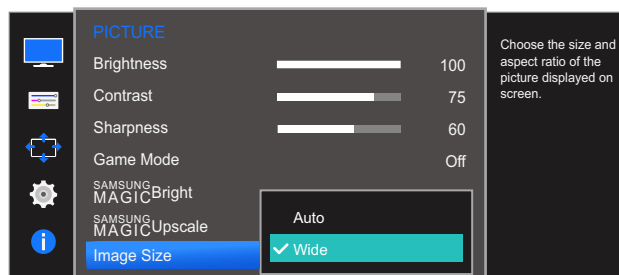 PICTURE
Brightness 100
Contrast 75
Sharpness 60
Game Mode Off
SAMSUNG
MAGICBright
SAMSUNG
MAGICUpscale
Image Size
Auto
Wide
Choose the size and
aspect ratio of the
picture displayed on
screen.